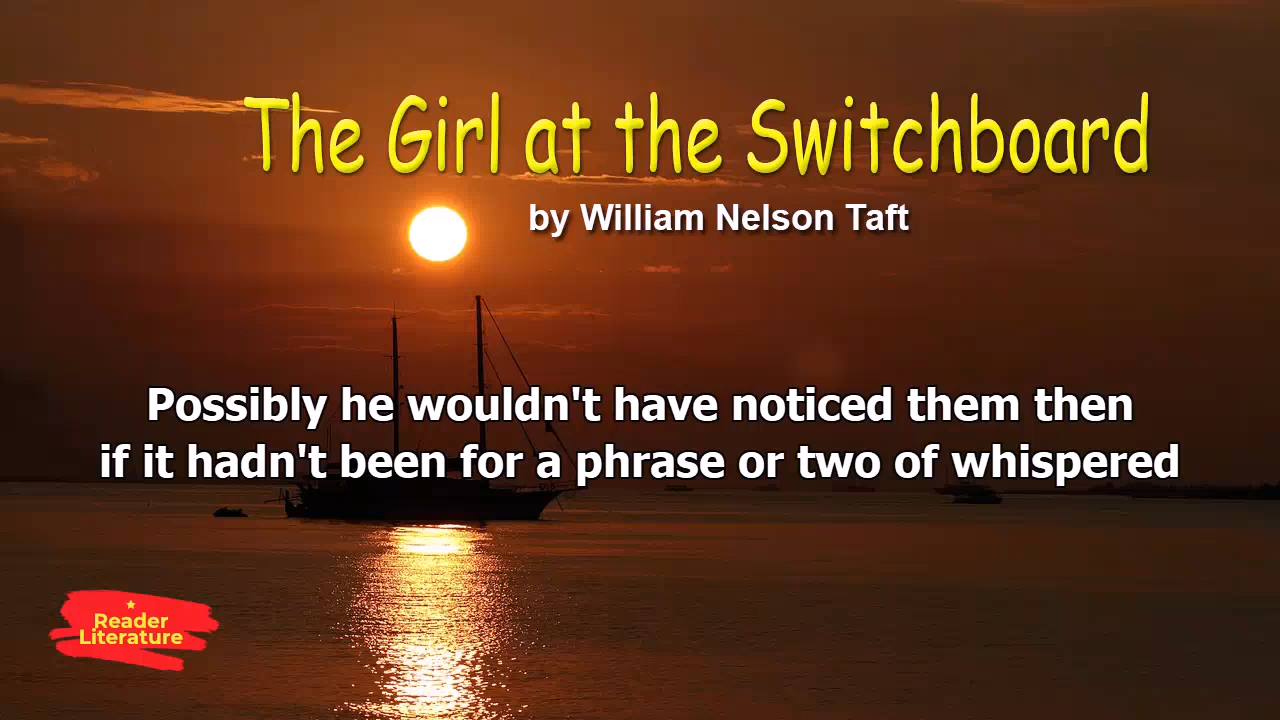 The Girl at the Switchboard
by William Nelson Taft
Possibly he wouldn't have noticed them then
if it hadn't been for a phrase or two of whispered
Reader
Literature